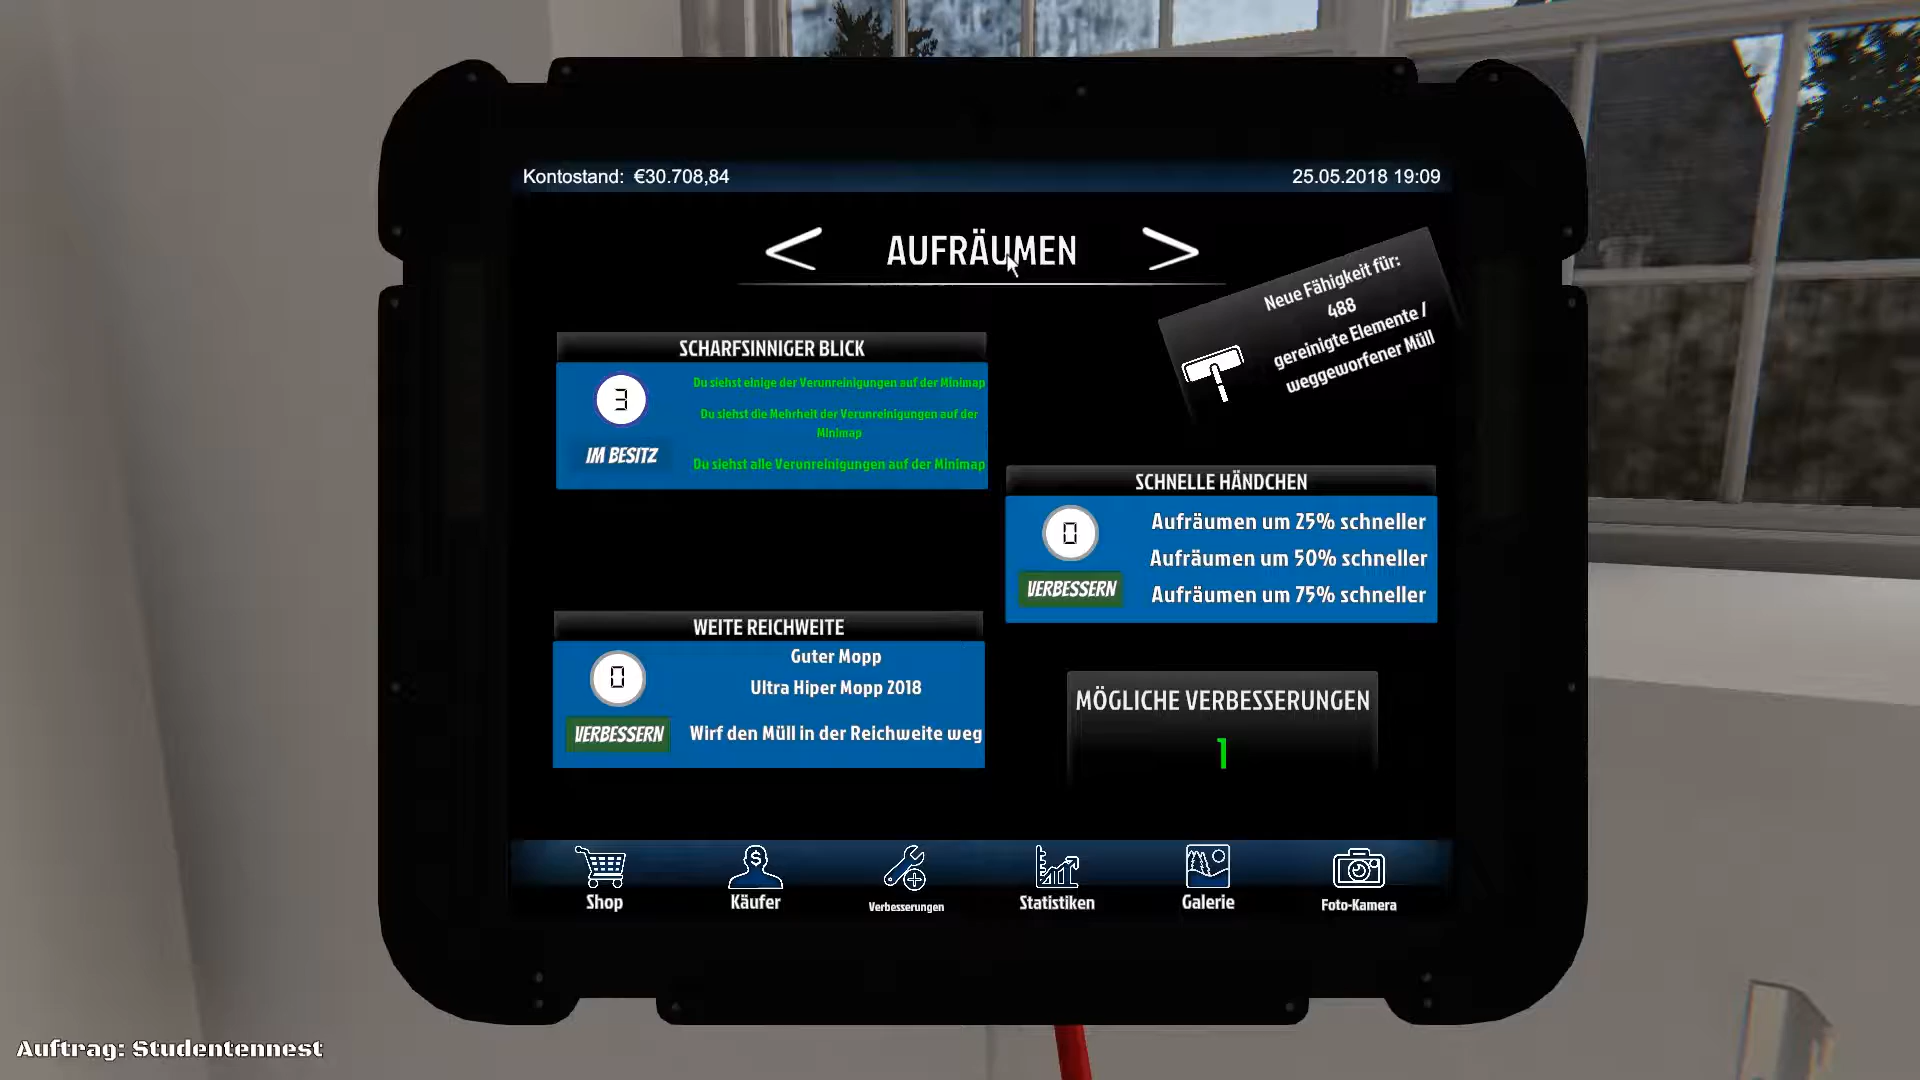 Kontostand: €30.708,84
25.05.2018 19:09
< AUFRÄUMEN >
Neue Fähigkeit für:
488
gereinigte Elemente /
weggeworfener Müll
SCHARFSINNIGER BLICK
3
IM BESITZ
Du siehst einige der Verunreinigungen auf der Minimap
Du siehst die Mehrheit der Verunreinigungen auf der
Minimap
Du siehst alle Verunreinigungen auf der Minimap
SCHNELLE HÄNDCHEN
0
VERBESSERN
Aufräumen um 25% schneller
Aufräumen um 50% schneller
Aufräumen um 75% schneller
WEITE REICHWEITE
0
VERBESSERN
Guter Mopp
Ultra Hiper Mopp 2018
Wirf den Müll in der Reichweite weg
MÖGLICHE VERBESSERUNGEN
1
Shop
Käufer
Verbesserungen
Statistiken
Galerie
Foto-Kamera
Auftrag: Studentennest